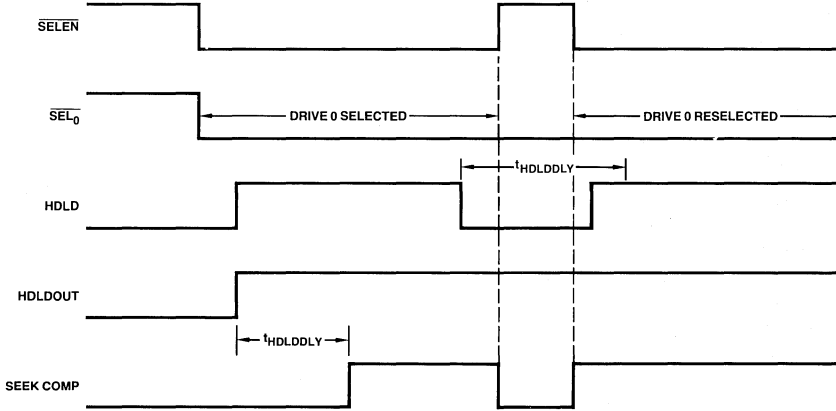 SELEN
SEL0
DRIVE 0 SELECTED
DRIVE 0 RESELECTED
tHDLDDLY
HDLD
HDLDOUT
tHDLDDLY
SEEK COMP